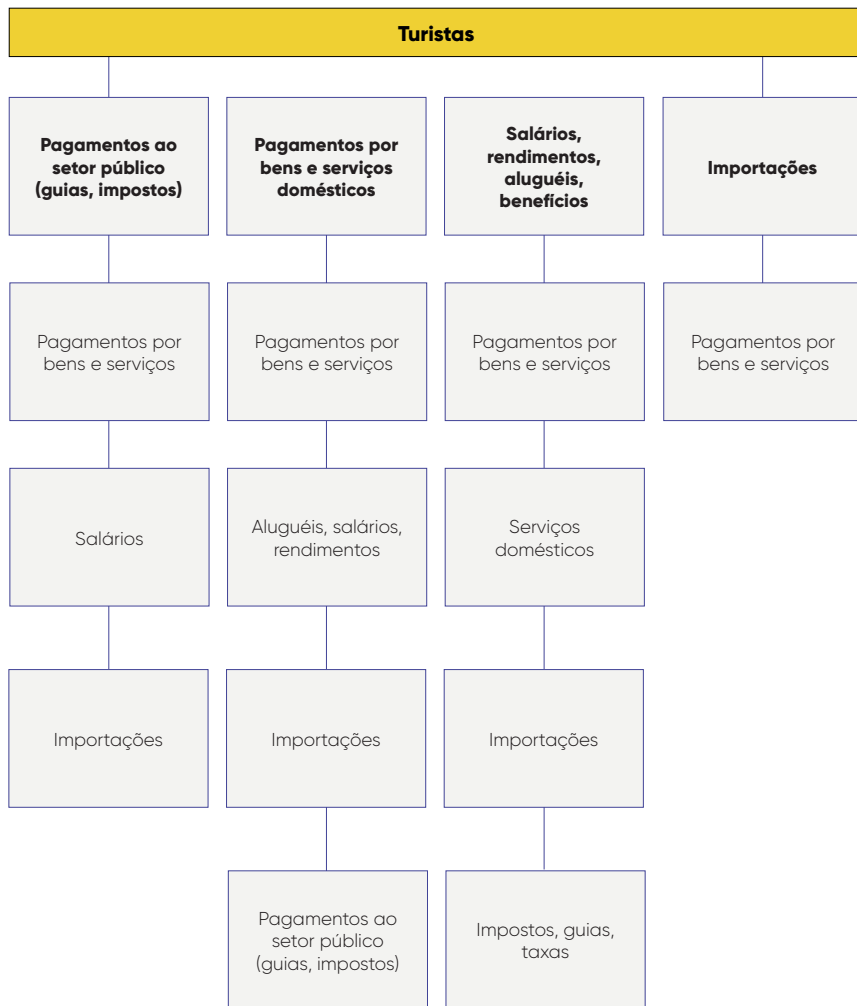 Turistas
Pagamentos ao
setor público
(guias, impostos)
Pagamentos por
bens e serviços
domésticos
Salários,
rendimentos,
aluguéis,
benefícios
Importações
Pagamentos por
bens e serviços
Pagamentos por
bens e serviços
Pagamentos por
bens e serviços
Pagamentos por
bens e serviços
Salários
Aluguéis, salários,
rendimentos
Serviços
domésticos
Importações
Importações
Importações
Pagamentos ao
setor público
(guias, impostos)
Impostos, guias,
taxas